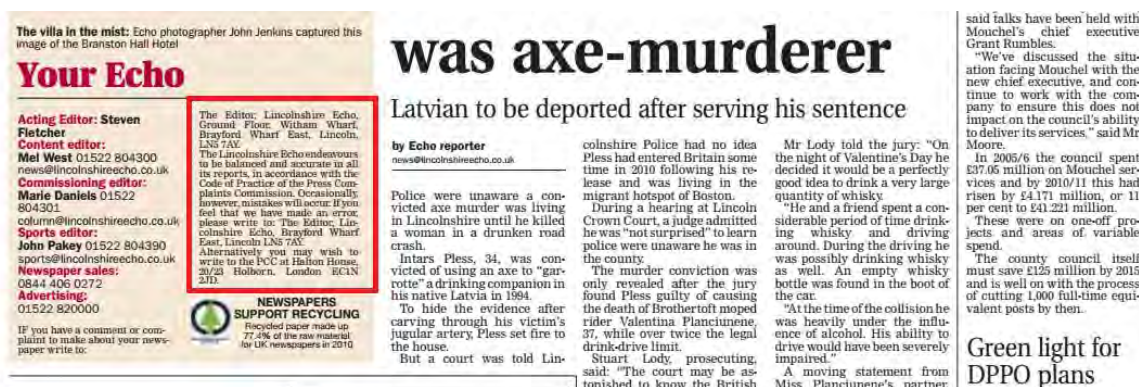 The villa in the mist: Echo photographer John Jenkins captured this
image of the Branston Hall Hotel
Your Echo
Acting Editor: Steven
Fletcher
Content editor:
Mel West 01522 804300
news@lincolnshireecho.co.uk
Commissioning editor:
Marie Daniels 01522
804301
column@lincolnshireecho.co.uk
Sports editor:
John Pakey 01522 804390
sports@lincolnshireecho.co.uk
Newspaper sales:
0844 406 0272
Advertising:
01522 820000
IF you have a comment or com-
plaint to make about your news-
paper write to:
The Editor, Lincolnshire Echo,
Ground Floor, Witham Wharf,
Brayford Wharf East, Lincoln,
LN5 7AY.
The Lincolnshire Echo endeavours
to be balanced and accurate in all
its reports, in accordance with the
Code of Practice of the Press Com-
plaints Commission. Occasionally,
however, mistakes will occur. If you
feel that we have made an error,
please write to: The Editor, Lin-
colnshire Echo, Brayford Wharf
East, Lincoln LN5 7AY.
Alternatively you may wish to
write to the PCC at Halton House,
20/23 Holborn, London EC1N
2JD.
NEWSPAPERS
SUPPORT RECYCLING
Recycled paper made up
77.4% of the raw material
for UK newspapers in 2010
was axe-murderer
Latvian to be deported after serving his sentence
by Echo reporter
news@lincolnshireecho.co.uk
Police were unaware a con-
victed axe murder was living
in Lincolnshire until he killed
a woman in a drunken road
crash.
Intars Pless, 34, was con-
victed of using an axe to "gar-
rotte" a drinking companion in
his native Latvia in 1994.
To hide the evidence after
carving through his victim's
jugular artery, Pless set fire to
the house.
But a court was told Lin-
colnshire Police had no idea
Pless had entered Britain some
time in 2010 following his re-
lease and was living in the
migrant hotspot of Boston.
During a hearing at Lincoln
Crown Court, a judge admitted
he was "not surprised" to learn
police were unaware he was in
the county.
The murder conviction was
only revealed after the jury
found Pless guilty of causing
the death of Brothertoft moped
rider Valentina Planciunene,
37, while over twice the legal
drink-drive limit.
Stuart Lody, prosecuting,
said: "The court may be as-
tonished to know the British
Mr Lody told the jury: "On
the night of Valentine's Day he
decided it would be a perfectly
good idea to drink a very large
quantity of whisky.
"He and a friend spent a con-
siderable period of time drink-
ing whisky and driving
around. During the driving he
was possibly drinking whisky
as well. An empty whisky
bottle was found in the boot of
the car.
"At the time of the collision he
was heavily under the influ-
ence of alcohol. His ability to
drive would have been severely
impaired."
A moving statement from
Miss Planciunene's partner,
said talks have been held with
Mouchel's chief executive
Grant Rumbles.
"We've discussed the situ-
ation facing Mouchel with the
new chief executive, and con-
tinue to work with the com-
pany to ensure this does not
impact on the council's ability
to deliver its services," said Mr
Moore.
In 2005/6 the council spent
£37.05 million on Mouchel ser-
vices and by 2010/11 this had
risen by £4.171 million, or 11
per cent to £41.221 million.
These were on one-off pro-
jects and areas of variable
spend.
The county council itself
must save £125 million by 2015
and is well on with the process
of cutting 1,000 full-time equi-
valent posts by then.
Green light for
DPPO plans